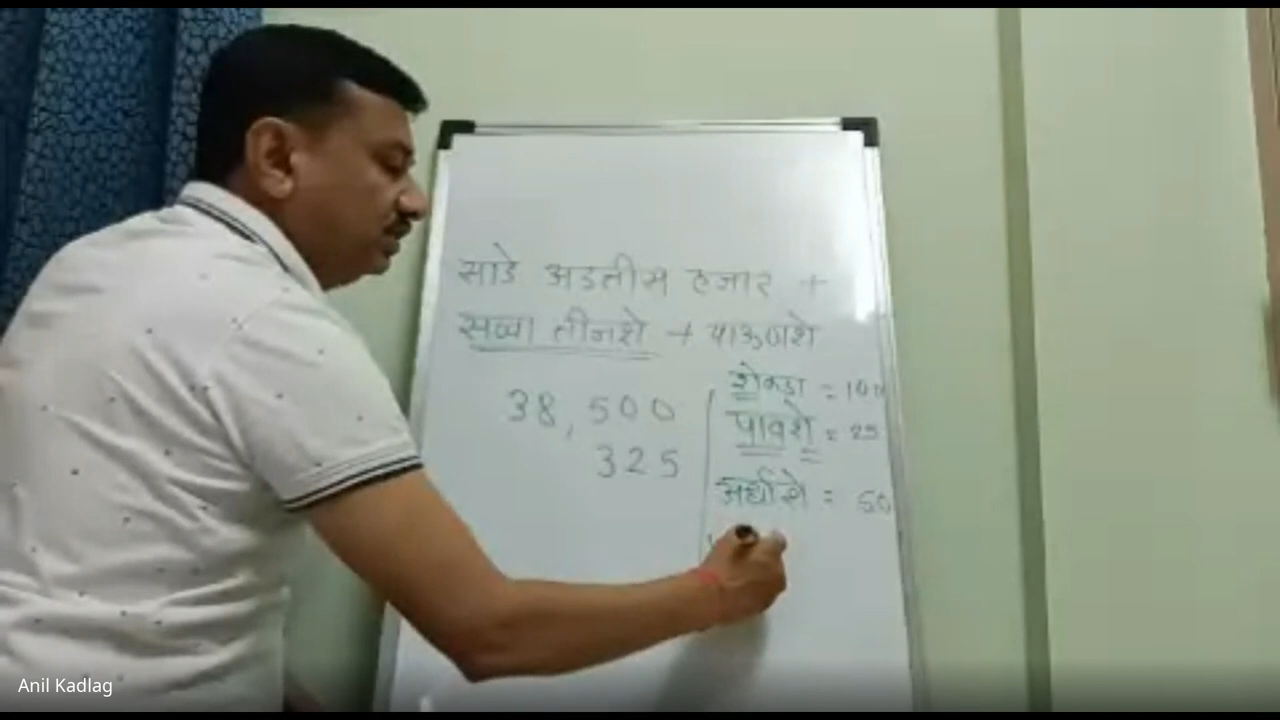 साडे अडतीस हजार +
सव्वा तीनशे + पाऊणशे
शेकडा = 100
38,500
पावशे = 25
325
अर्धाशे = 50
Anil Kadlag